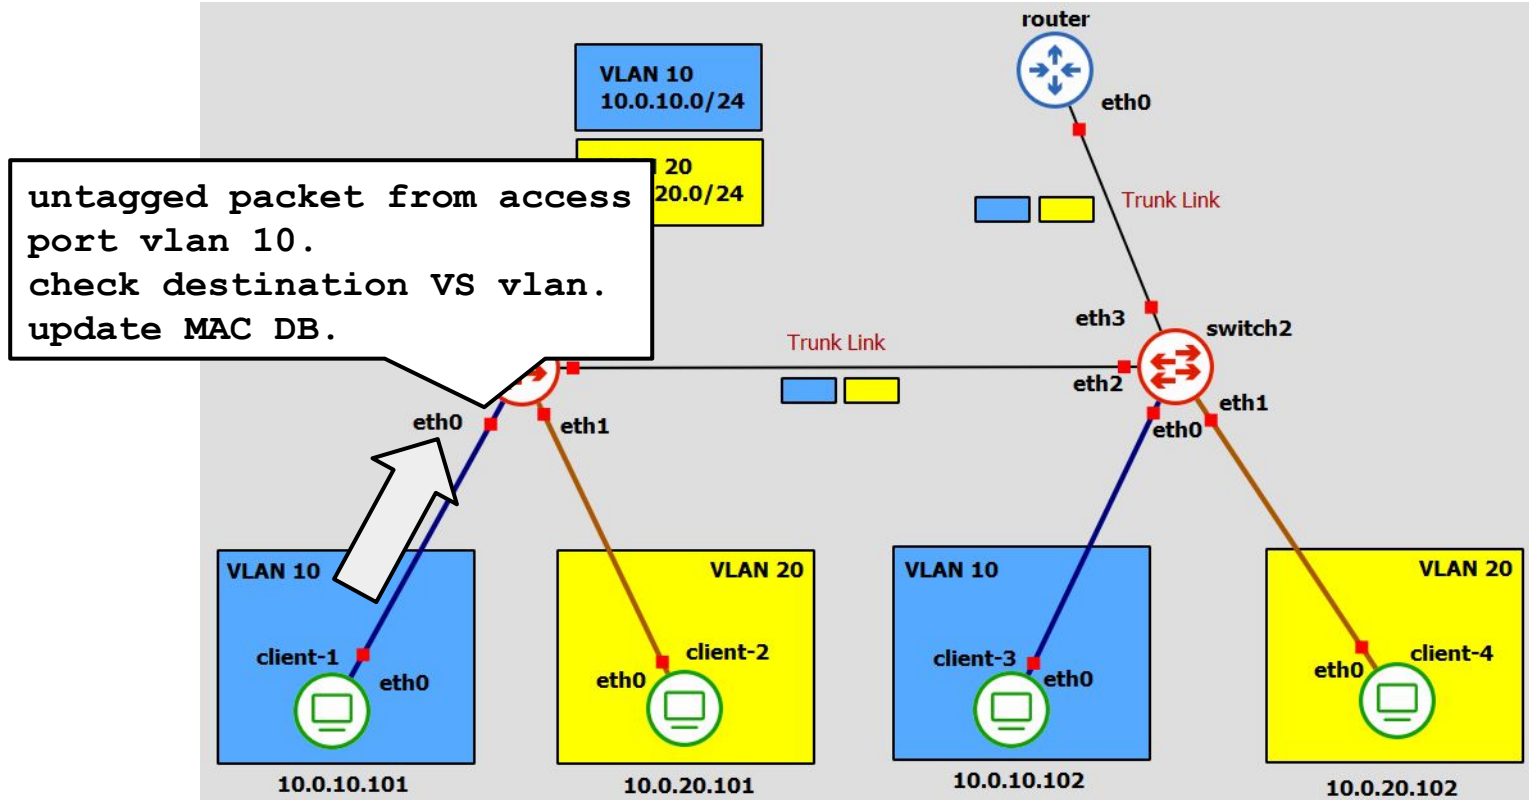 router
VLAN 10
10.0.10.0/24
eth0
20
20.0/24
untagged packet from access
port vlan 10.
check destination VS vlan.
update MAC DB.
Trunk Link
eth3
switch2
Trunk Link
eth2
eth1
eth0
eth0
eth1
VLAN 10
VLAN 20
VLAN 10
VLAN 20
client-1
eth0
client-2
eth0
client-3
eth0
client-4
eth0
10.0.10.101
10.0.20.101
10.0.10.102
10.0.20.102